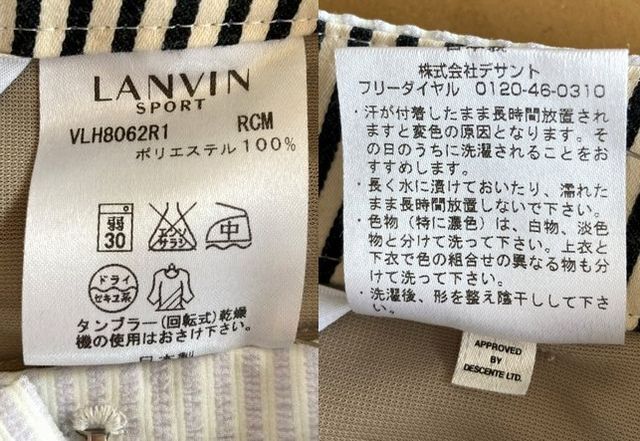 LANVIN
SPORT
VLH8062R1 RCM
ポリエステル 100%
弱
30
エンソ
サラシ
中
ドライ
セキユ系
タンブラー(回転式)乾燥
機の使用はおさけ下さい。
日本製
株式会社デサント
フリーダイヤル 0120-46-0310
・汗が付着したまま長時間放置され
ますと変色の原因となります。そ
の日のうちに洗濯されることをお
すすめします。
・長く水に漬けておいたり、濡れた
まま長時間放置しないで下さい。
・色物(特に濃色)は、白物、淡色
物と分けて洗って下さい。上衣と
下衣で色の組合せの異なる物も分
けて洗って下さい。
・洗濯後、形を整え陰干しして下さ
い。
APPROVED
BY
DESCENTE LTD.